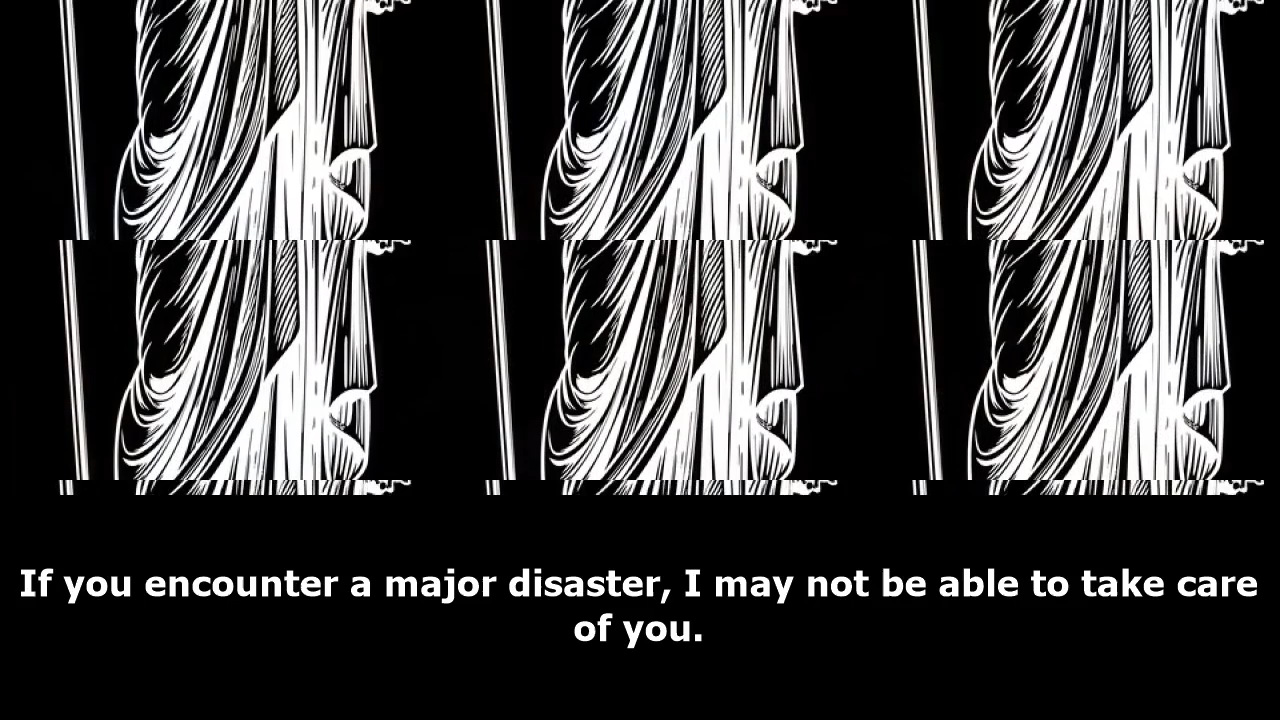 If you encounter a major disaster, I may not be able to take care
of you.